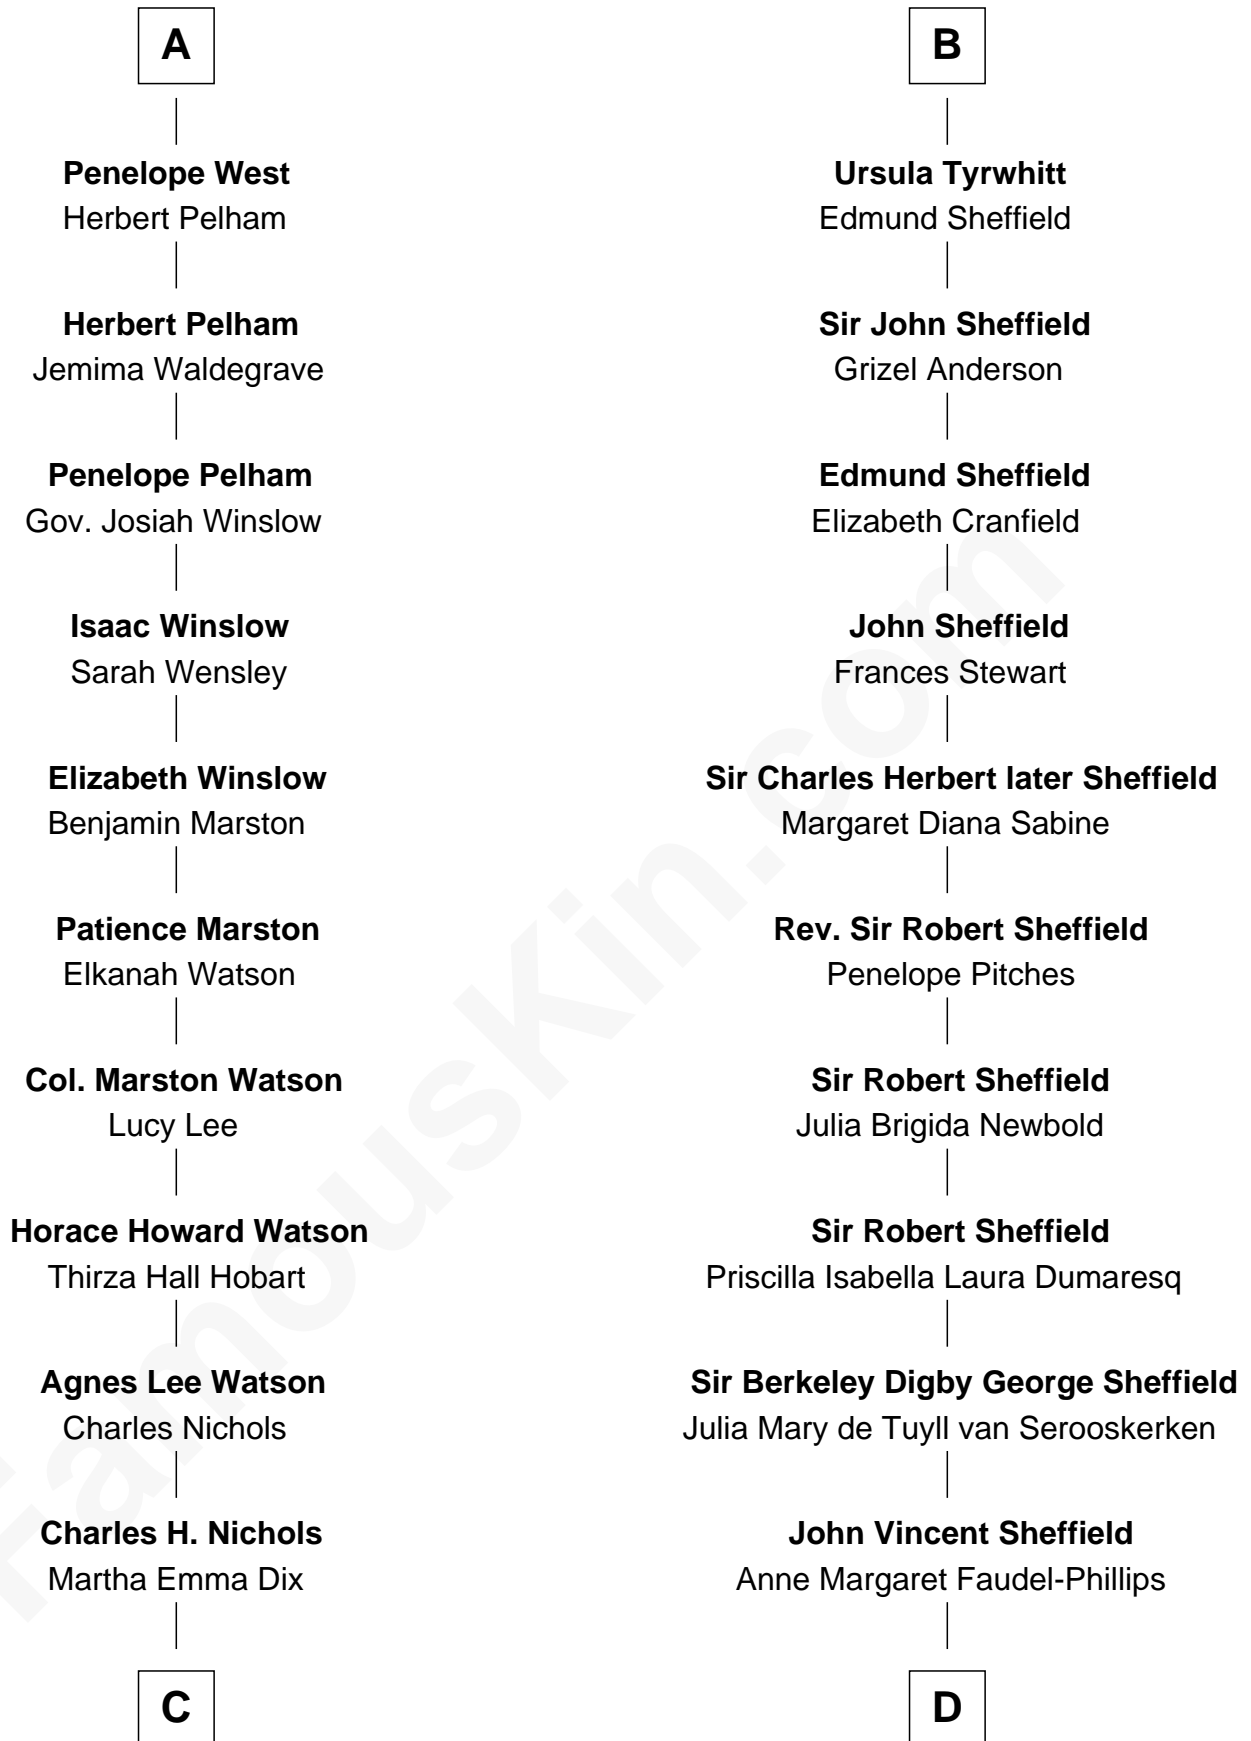 A
Penelope West
Herbert Pelham
Herbert Pelham
Jemima Waldegrave
Penelope Pelham
Gov. Josiah Winslow
Isaac Winslow
Sarah Wensley
Elizabeth Winslow
Benjamin Marston
Patience Marston
Elkanah Watson
Col. Marston Watson
Lucy Lee
Horace Howard Watson
Thirza Hall Hobart
Agnes Lee Watson
Charles Nichols
Charles H. Nichols
Martha Emma Dix
C
B
Ursula Tyrwhitt
Edmund Sheffield
Sir John Sheffield
Grizel Anderson
Edmund Sheffield
Elizabeth Cranfield
John Sheffield
Frances Stewart
Sir Charles Herbert later Sheffield
Margaret Diana Sabine
Rev. Sir Robert Sheffield
Penelope Pitches
Sir Robert Sheffield
Julia Brigida Newbold
Sir Robert Sheffield
Priscilla Isabella Laura Dumaresq
Sir Berkeley Digby George Sheffield
Julia Mary de Tuyll van Serooskerken
John Vincent Sheffield
Anne Margaret Faudel-Phillips
D
FamousKin.com